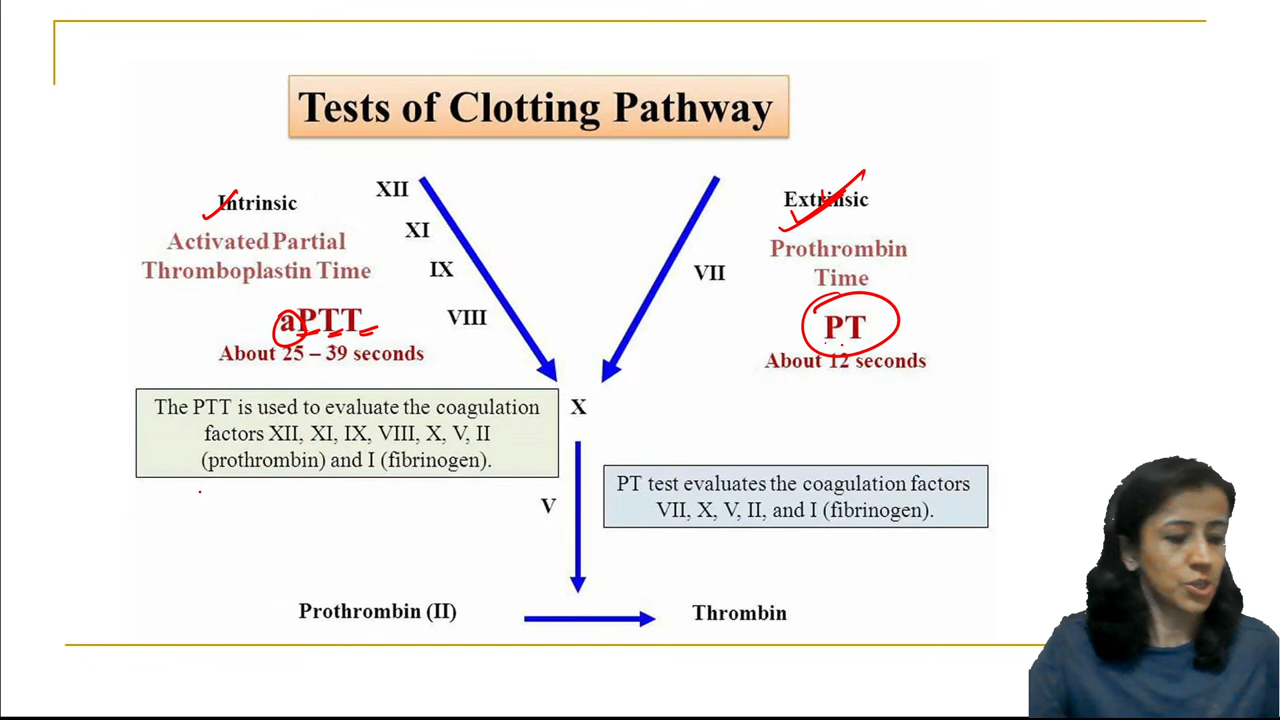 Tests of Clotting Pathway
Intrinsic
Activated Partial
Thromboplastin Time
aPTT
About 25 – 39 seconds
XII
XI
IX
VIII
Extrinsic
Prothrombin
Time
PT
About 12 seconds
VII
The PTT is used to evaluate the coagulation
factors XII, XI, IX, VIII, X, V, II
(prothrombin) and I (fibrinogen).
X
PT test evaluates the coagulation factors
VII, X, V, II, and I (fibrinogen).
V
Prothrombin (II)
Thrombin